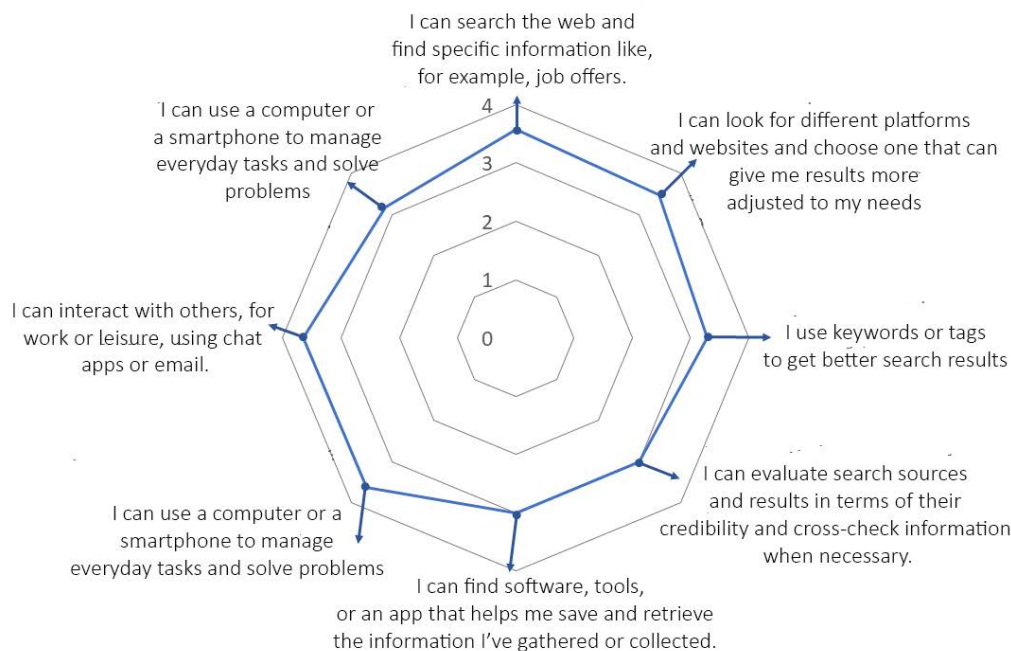 I can search the web and
find specific information like,
for example, job offers.
I can look for different platforms
and websites and choose one that can
give me results more
adjusted to my needs
I use keywords or tags
to get better search results
I can evaluate search sources
and results in terms of their
credibility and cross-check information
when necessary.
I can find software, tools,
or an app that helps me save and retrieve
the information I've gathered or collected.
I can use a computer or a
smartphone to manage
everyday tasks and solve problems
I can interact with others, for
work or leisure, using chat
apps or email.
I can use a computer or
a smartphone to manage
everyday tasks and solve
problems
4
3
2
1
0